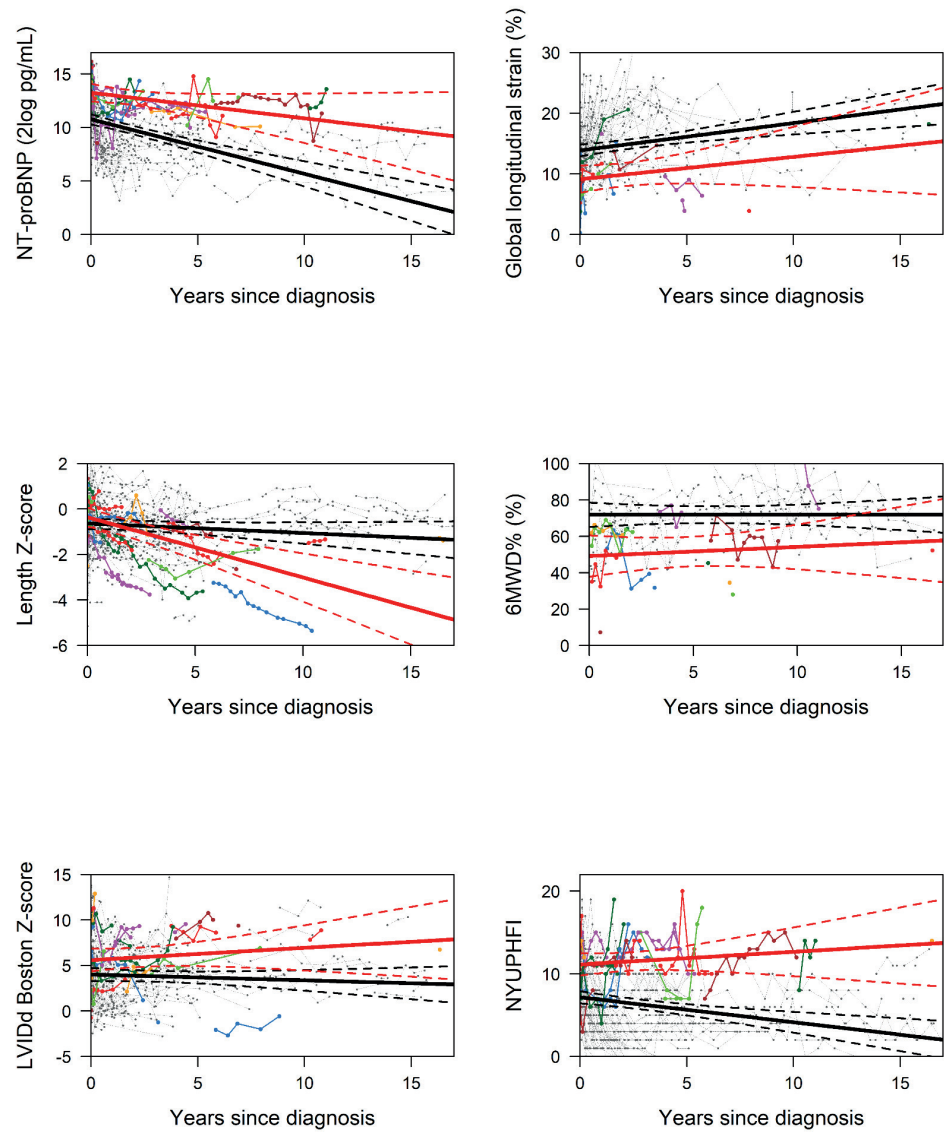 NT-proBNP (2log pg/mL)
15
10
5
0
0 5 10 15
Years since diagnosis
Global longitudinal strain (%)
30
20
10
0
0 5 10 15
Years since diagnosis
Length Z-score
2
0
-2
-4
-6
0 5 10 15
Years since diagnosis
6MWD% (%)
100
80
60
40
20
0
0 5 10 15
Years since diagnosis
LVIDd Boston Z-score
15
10
5
0
-5
0 5 10 15
Years since diagnosis
NYUPHFI
20
10
0
0 5 10 15
Years since diagnosis